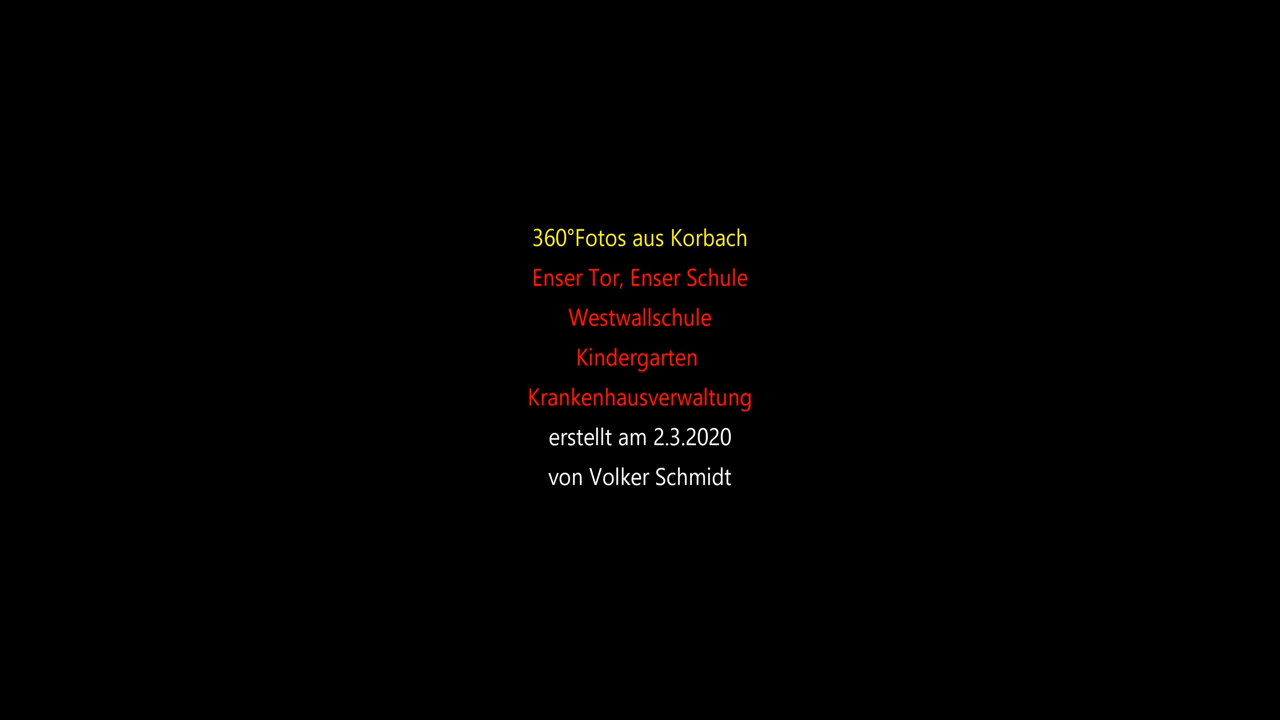 360°Fotos aus Korbach
Enser Tor, Enser Schule
Westwallschule
Kindergarten
Krankenhausverwaltung
erstellt am 2.3.2020
von Volker Schmidt